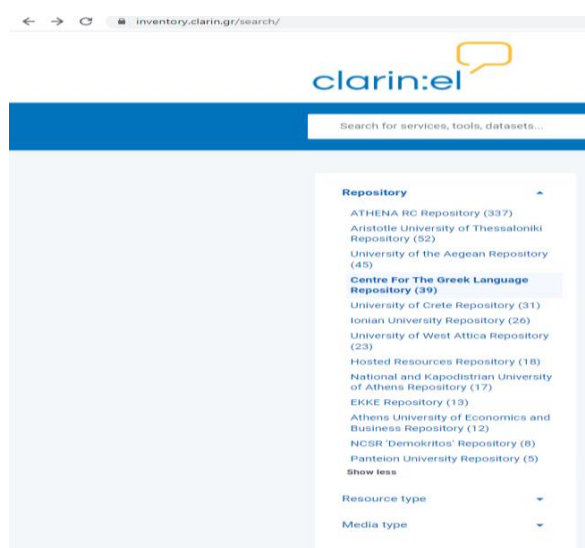 inventory.clarin.gr/search/
clarin:el
Search for services, tools, datasets...
Repository
ATHENA RC Repository (337)
Aristotle University of Thessaloniki
Repository (52)
University of the Aegean Repository
(45)
Centre For The Greek Language
Repository (39)
University of Crete Repository (31)
Ionian University Repository (26)
University of West Attica Repository
(23)
Hosted Resources Repository (18)
National and Kapodistrian University
of Athens Repository (17)
EKKE Repository (13)
Athens University of Economics and
Business Repository (12)
NCSR 'Demokritos' Repository (8)
Panteion University Repository (5)
Show less
Resource type
Media type